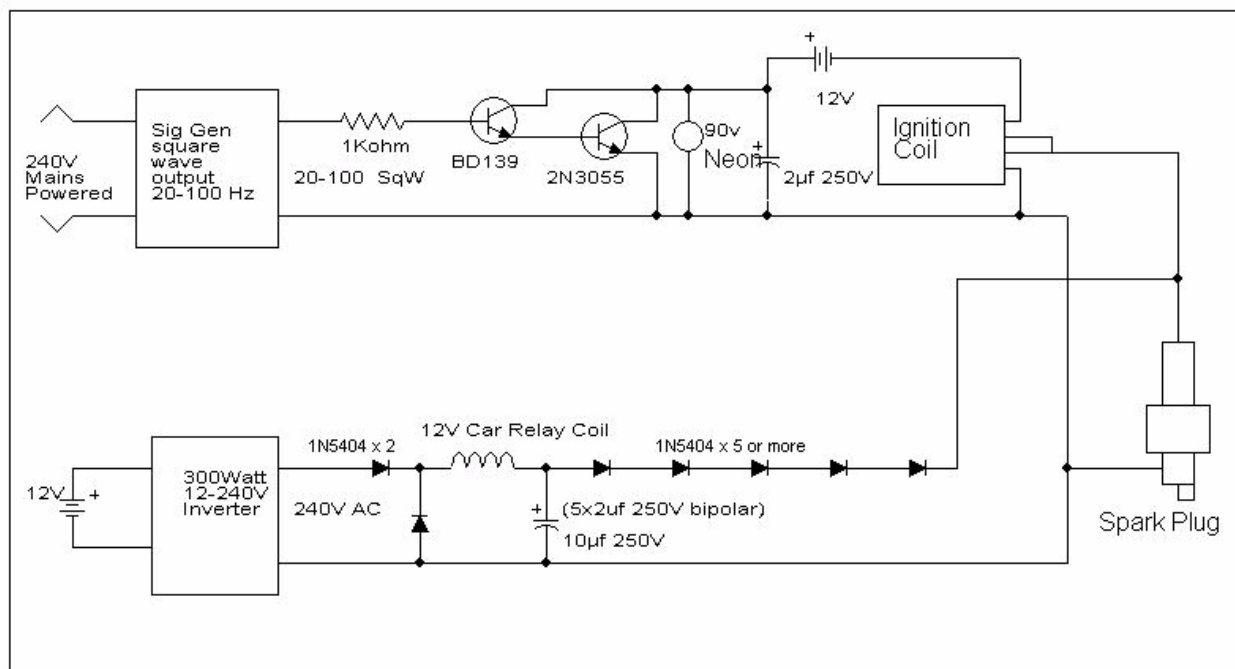 +
12V
Sig Gen
square
wave
output
20-100 Hz
240V
Mains
Powered
1Kohm
20-100 SqW
BD139
2N3055
90v
Neon
+
2µf 250V
Ignition
Coil
12V Car Relay Coil
1N5404 x 2
1N5404 x 5 or more
300Watt
12-240V
Inverter
12V
+
240V AC
+
(5x2uf 250V bipolar)
10µf 250V
Spark Plug